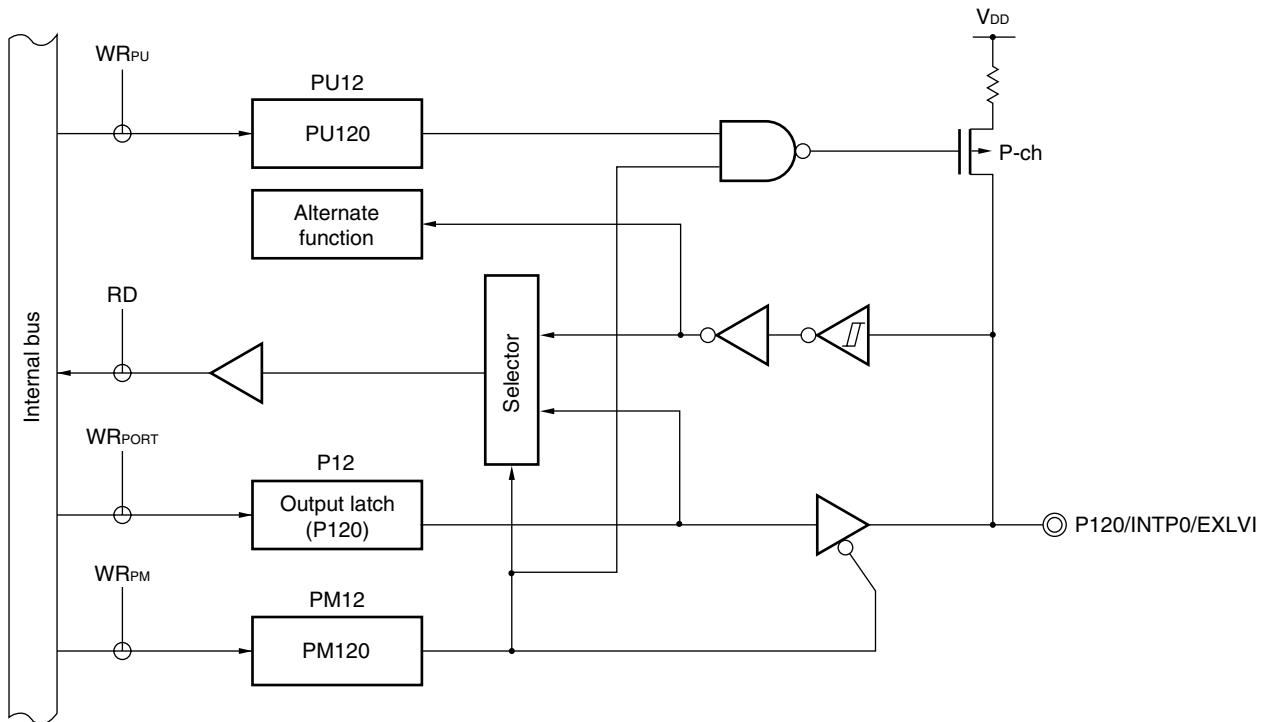 VDD
WRPU
PU12
PU120
P-ch
Alternate
function
RD
Internal bus
Selector
WRPORT
P12
Output latch
(P120)
P120/INTP0/EXLVI
WRPM
PM12
PM120